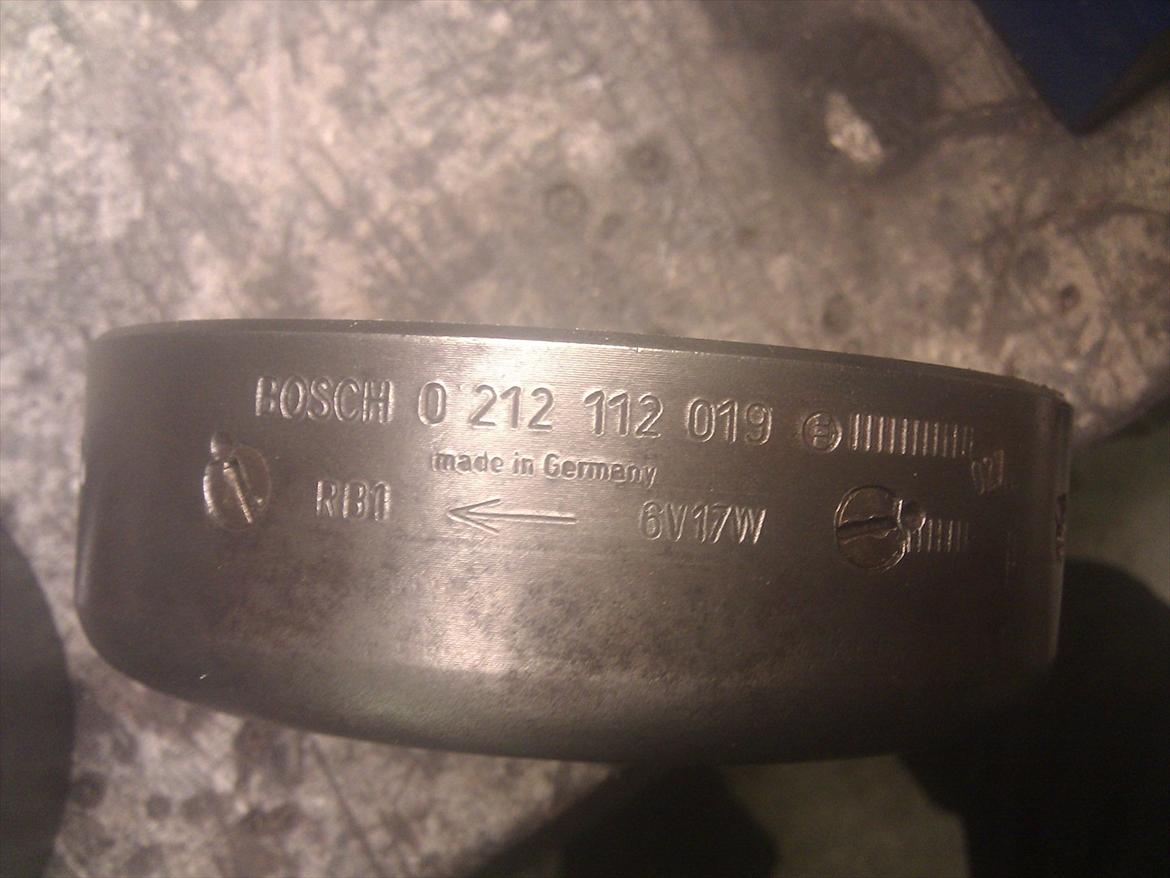 BOSCH 0 212 112 019
made in Germany
RB1 6V17W